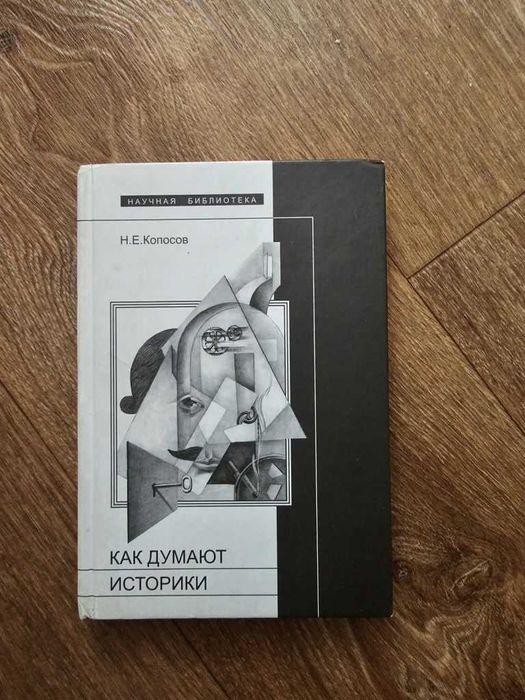 НАУЧНАЯ БИБЛИОТЕКА
Н.Е.Копосов
КАК ДУМАЮТ
ИСТОРИКИ